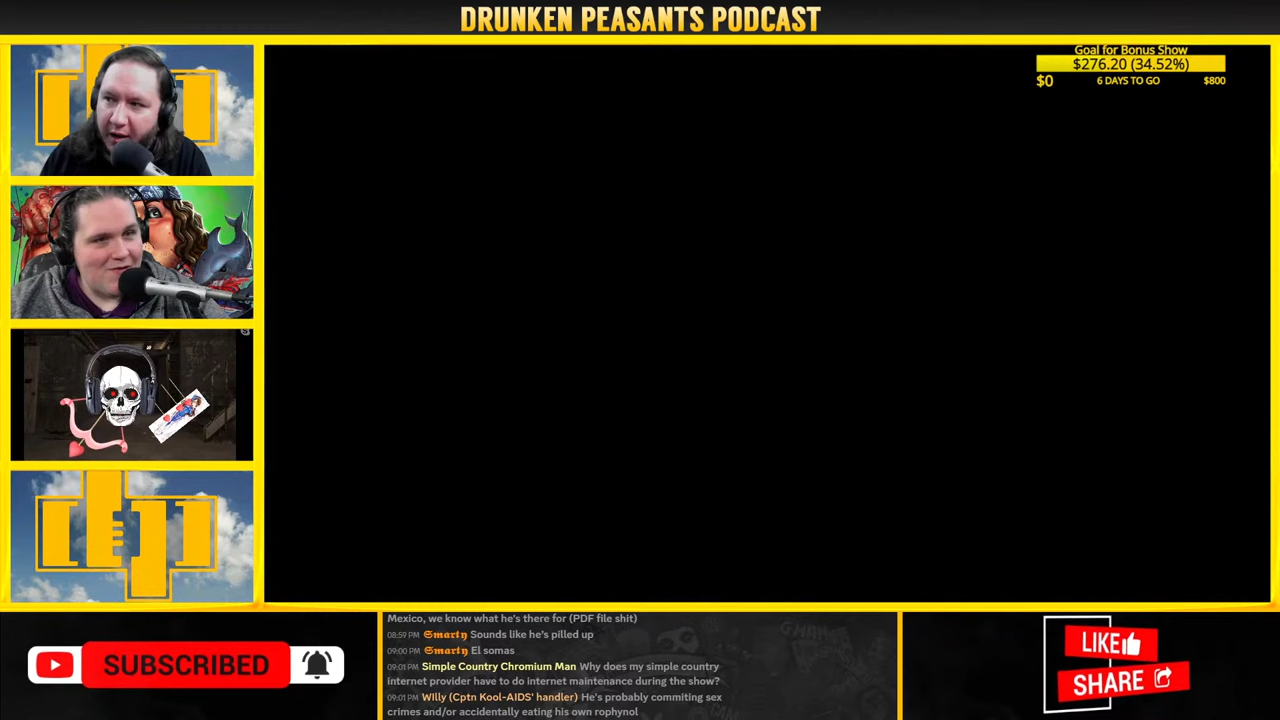 DRUNKEN PEASANTS PODCAST
Goal for Bonus Show
$276.20 (34.52%)
$0 6 DAYS TO GO $800
Mexico, we know what he's there for (PDF file shit)
08:59 PM Smarty Sounds like he's pilled up
09:00 PM Smarty El somas
09:01 PM Simple Country Chromium Man Why does my simple country
internet provider have to do internet maintenance during the show?
09:01 PM WIlly (Cptn Kool-AIDS' handler) He's probably commiting sex
crimes and/or accidentally eating his own rophynol
SUBSCRIBED
LIKE
SHARE